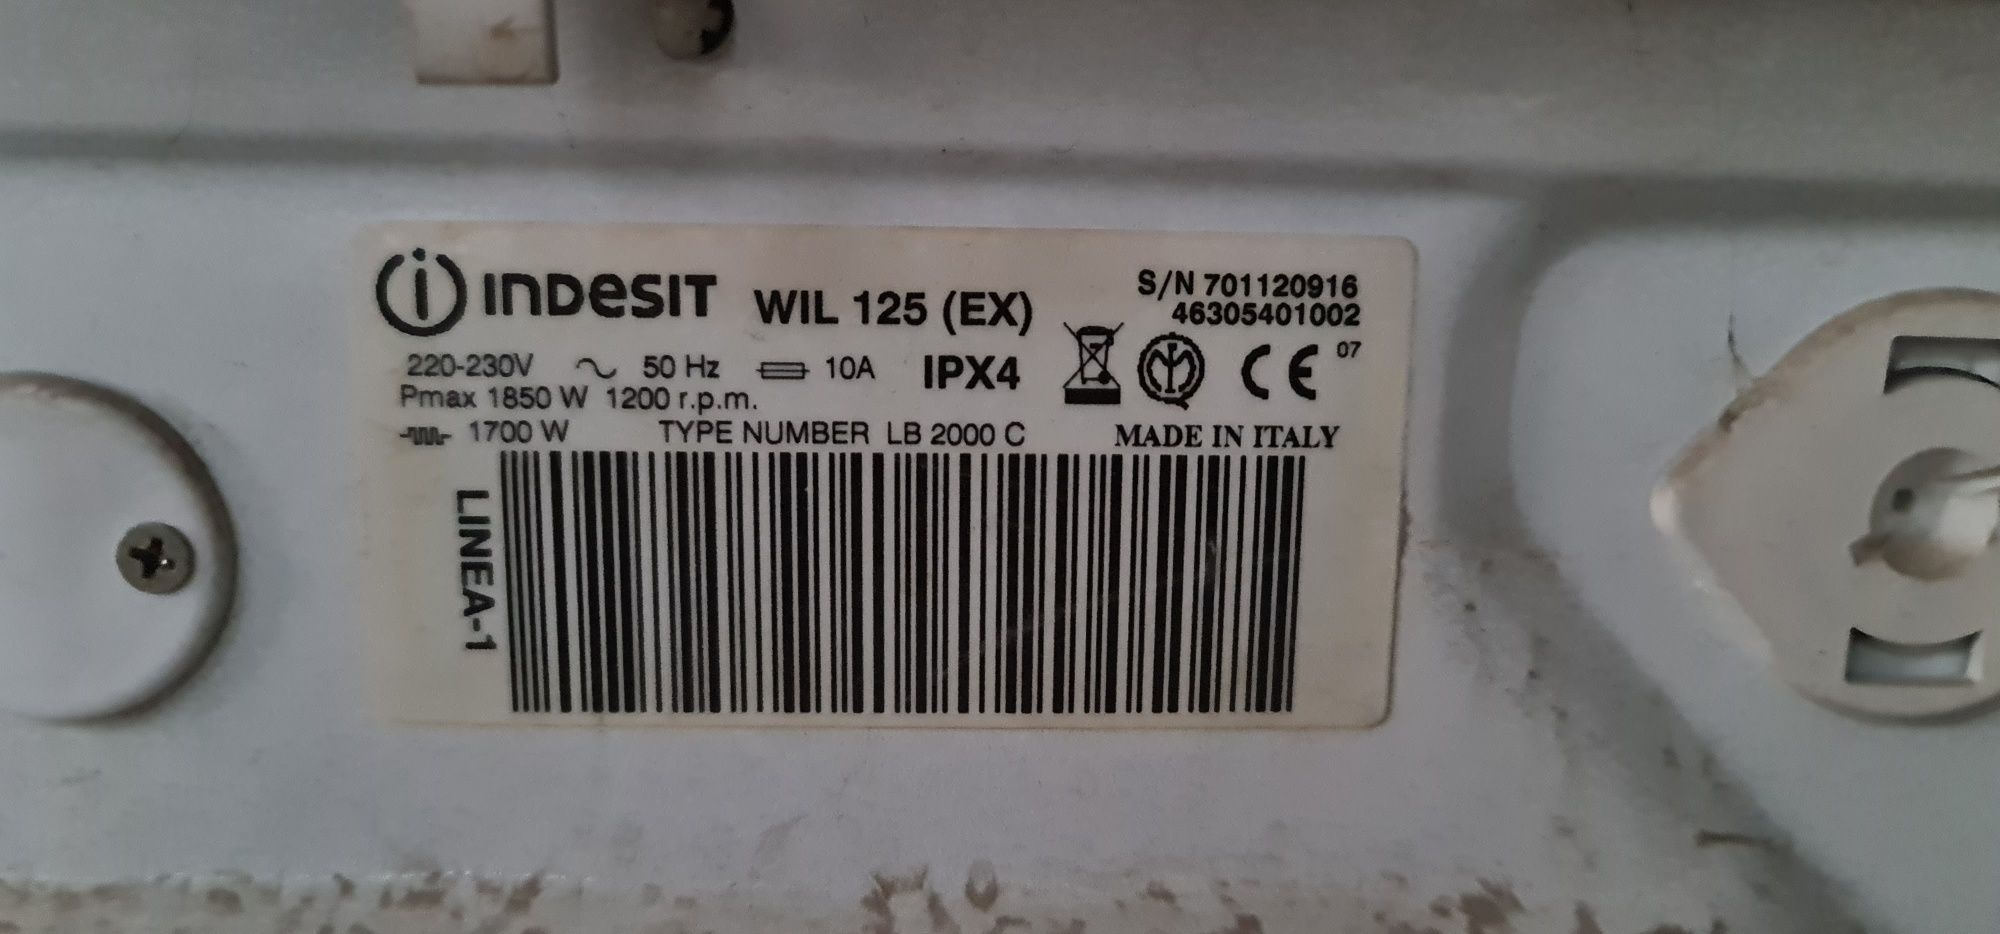 indesit WIL 125 (EX)
S/N 701120916
46305401002
220-230V 50 Hz 10A IPX4 CE 07
Pmax 1850 W 1200 r.p.m.
1700 W TYPE NUMBER LB 2000 C MADE IN ITALY
LINEA-1